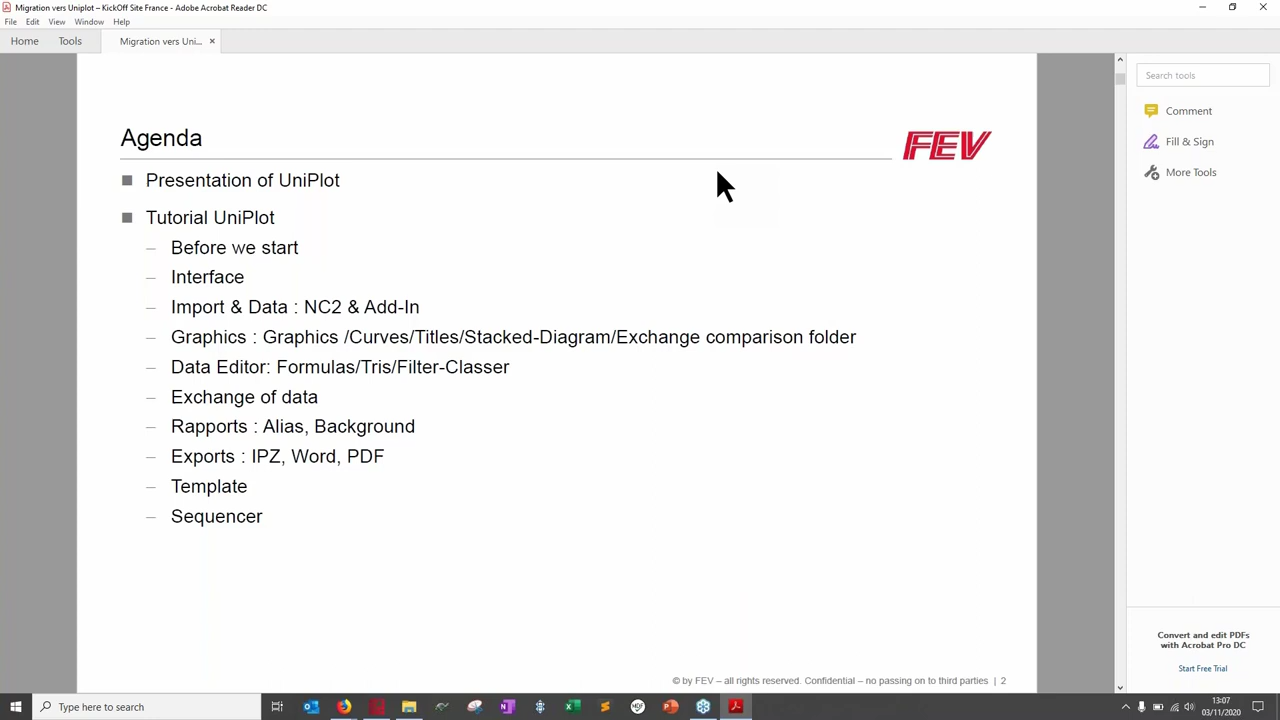 Migration vers Uniplot – KickOff Site France - Adobe Acrobat Reader DC
File Edit View Window Help
Home Tools Migration vers Uni... ×
Search tools
Comment
Fill & Sign
More Tools
Agenda
FEV
Presentation of UniPlot
Tutorial UniPlot
– Before we start
– Interface
– Import & Data : NC2 & Add-In
– Graphics : Graphics /Curves/Titles/Stacked-Diagram/Exchange comparison folder
– Data Editor: Formulas/Tris/Filter-Classer
– Exchange of data
– Rapports : Alias, Background
– Exports : IPZ, Word, PDF
– Template
– Sequencer
© by FEV – all rights reserved. Confidential – no passing on to third parties | 2
Convert and edit PDFs
with Acrobat Pro DC
Start Free Trial
Type here to search
MDF
13:07
03/11/2020